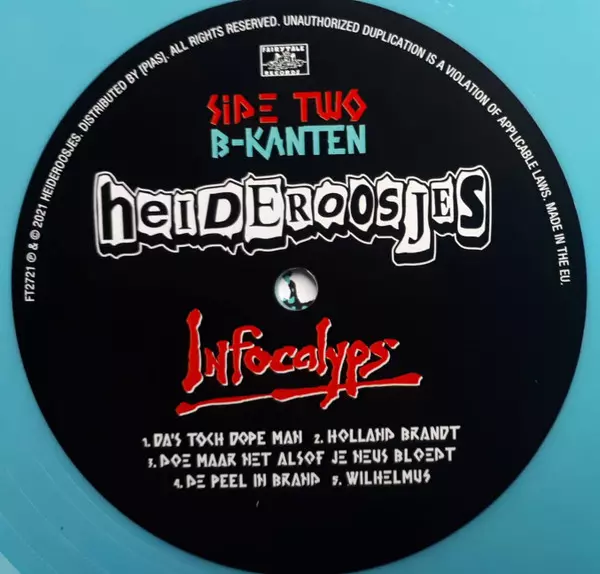 FT2721 ℗ & © 2021 HEIDEROOSJES. DISTRIBUTED BY [PIAS]. ALL RIGHTS RESERVED. UNAUTHORIZED DUPLICATION IS A VIOLATION OF APPLICABLE LAWS. MADE IN THE EU.
FAIRYTALE
RECORDS
SIDE TWO
B-KANTEN
HEIDEROOSJES
Infocalyps
1. DA'S TOCH DOPE MAN 2. HOLLAND BRANDT
3. DOE MAAR NET ALSOF JE NEUS BLOEDT
4. DE PEEL IN BRAND 5. WILHELMUS